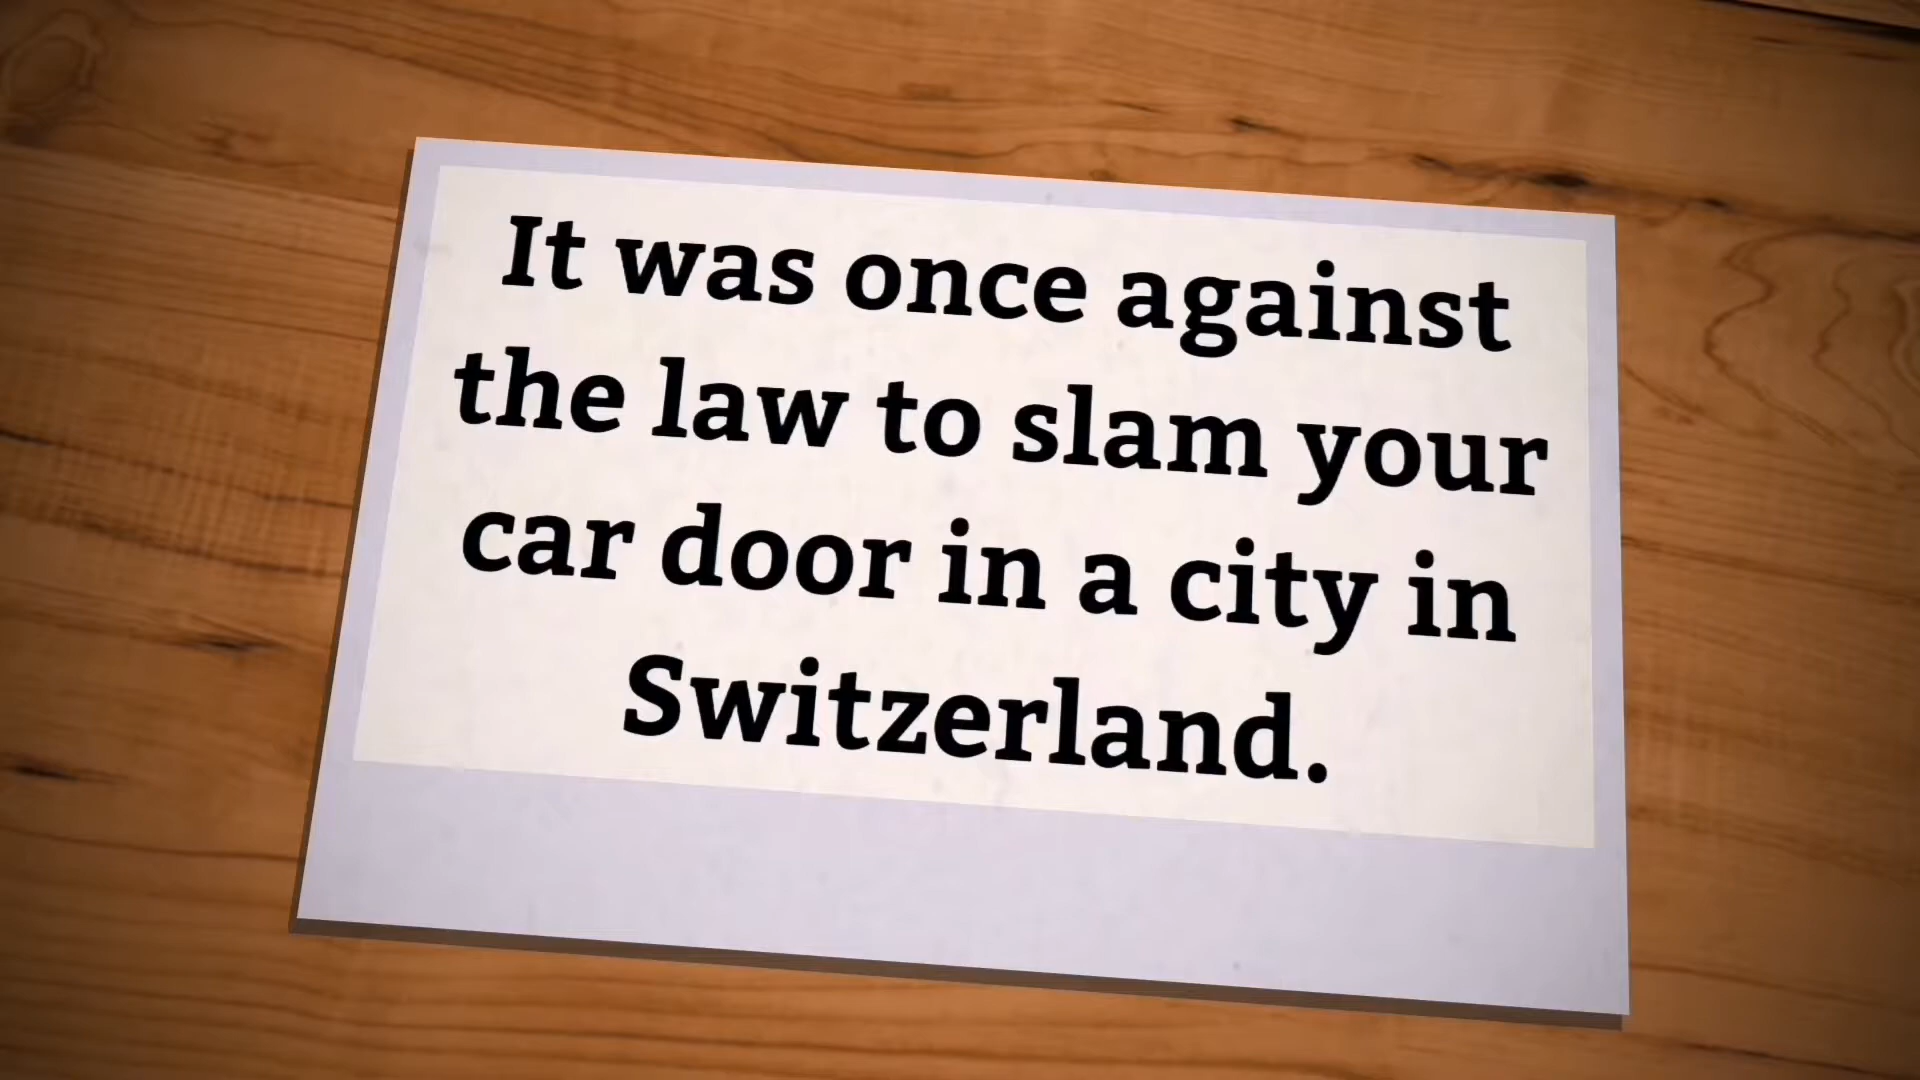 It was once against
the law to slam your
car door in a city in
Switzerland.